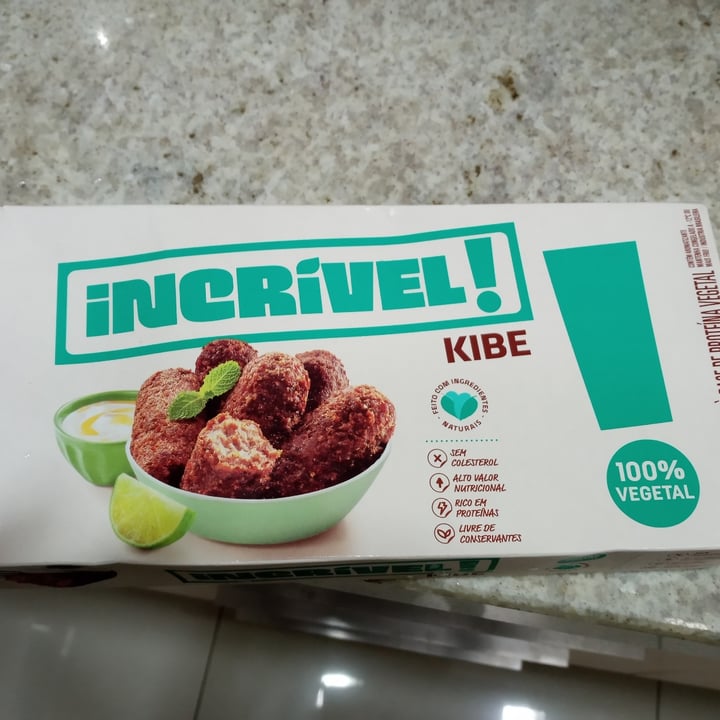 INCRÍVEL!
KIBE
FEITO COM INGREDIENTES
NATURAIS
SEM
COLESTEROL
ALTO VALOR
NUTRICIONAL
RICO EM
PROTEÍNAS
LIVRE DE
CONSERVANTES
100%
VEGETAL
BASE DE PROTEÍNA VEGETAL
INCRÍVEL!